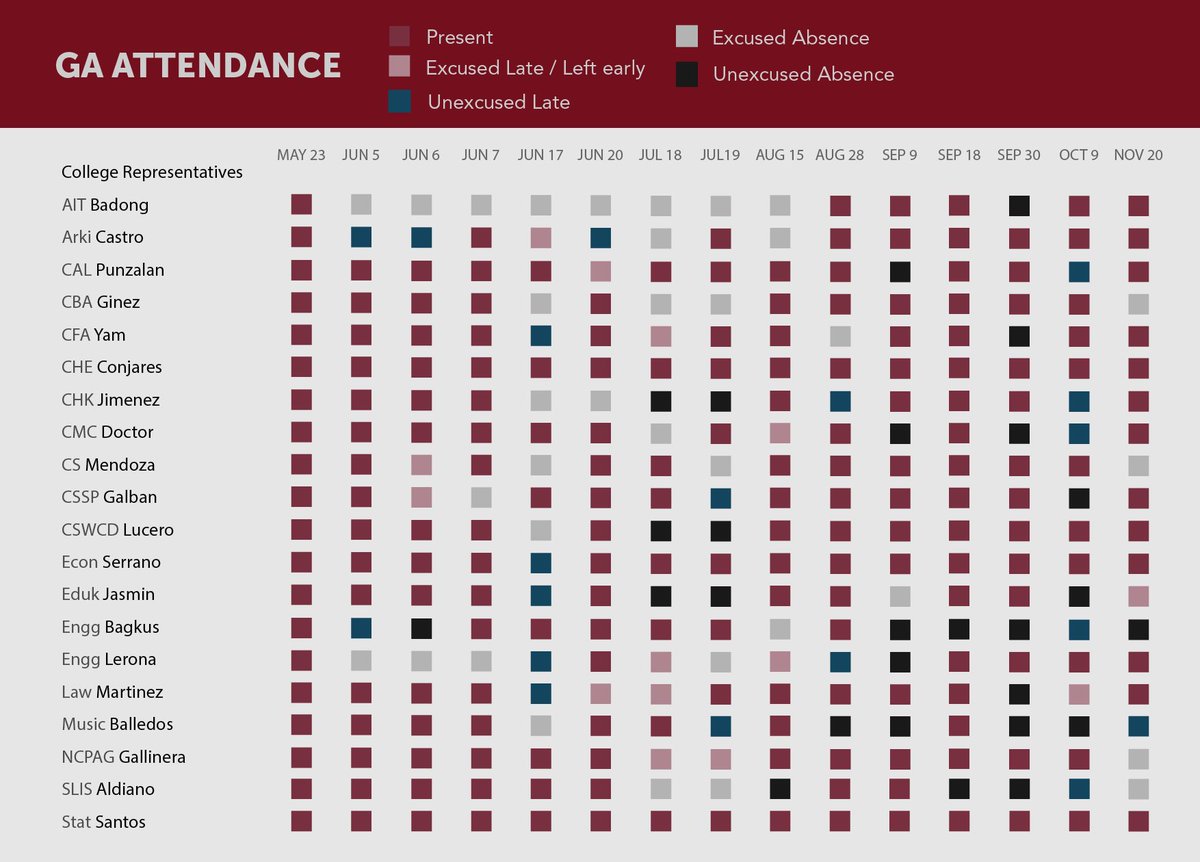 GA ATTENDANCE
Present
Excused Late / Left early
Unexcused Late
Excused Absence
Unexcused Absence
MAY 23 JUN 5 JUN 6 JUN 7 JUN 17 JUN 20 JUL 18 JUL19 AUG 15 AUG 28 SEP 9 SEP 18 SEP 30 OCT 9 NOV 20
College Representatives
AIT Badong
Arki Castro
CAL Punzalan
CBA Ginez
CFA Yam
CHE Conjares
CHK Jimenez
CMC Doctor
CS Mendoza
CSSP Galban
CSWCD Lucero
Econ Serrano
Eduk Jasmin
Engg Bagkus
Engg Lerona
Law Martinez
Music Balledos
NCPAG Gallinera
SLIS Aldiano
Stat Santos